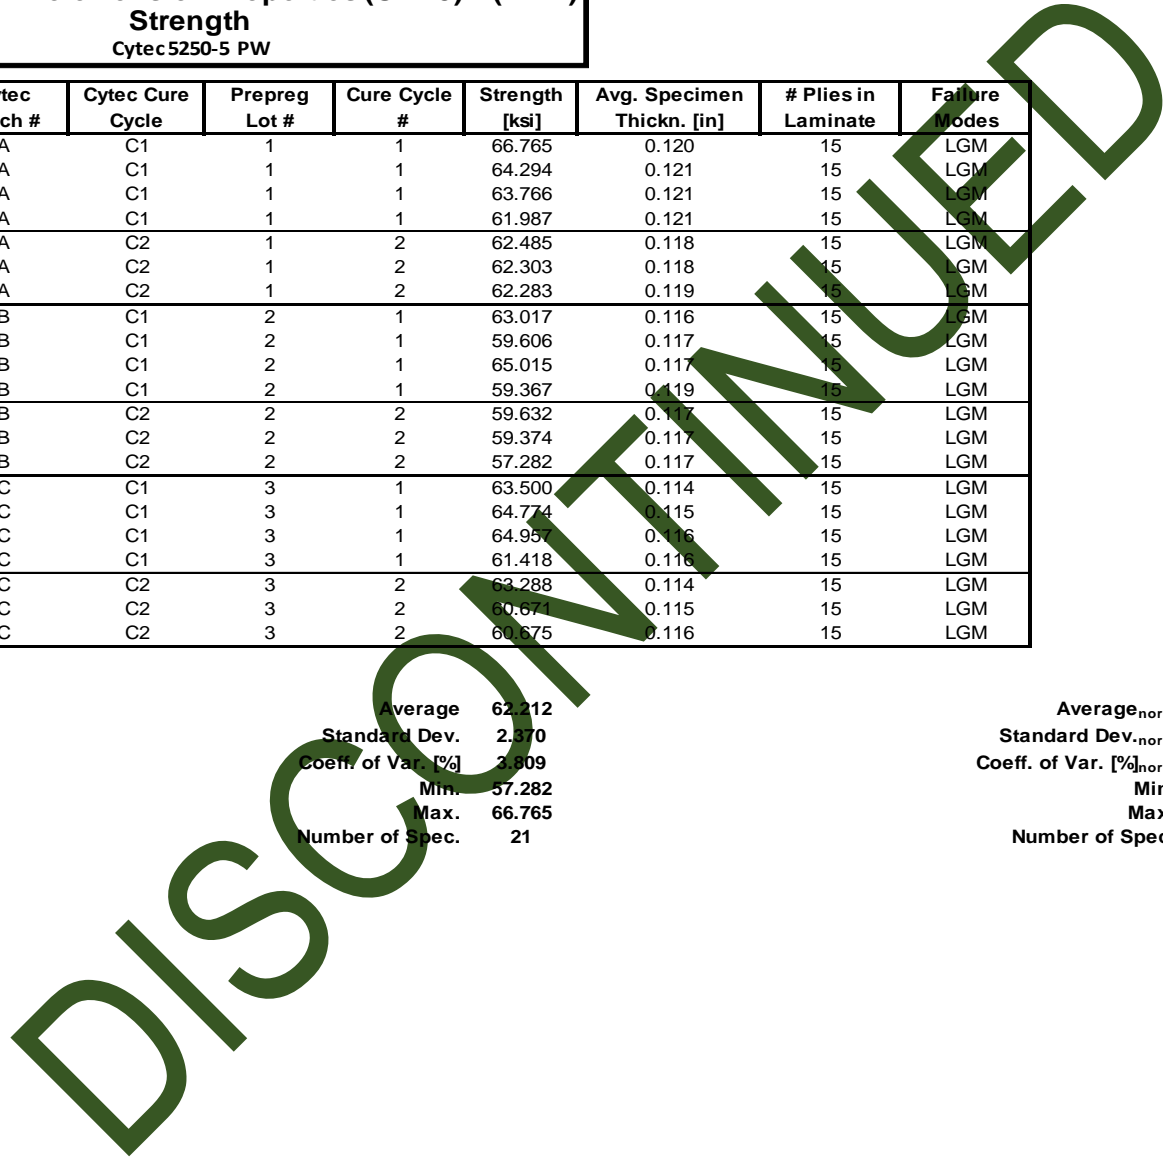 Strength
Cytec 5250-5 PW
Cytec Cure Prepreg Cure Cycle Strength Avg. Specimen # Plies in Failure
Cycle Lot # # [ksi] Thickn. [in] Laminate Modes
A C1 1 1 66.765 0.120 15 LGM
A C1 1 1 64.294 0.121 15 LGM
A C1 1 1 63.766 0.121 15 LGM
A C1 1 1 61.987 0.121 15 LGM
A C2 1 2 62.485 0.118 15 LGM
A C2 1 2 62.303 0.118 15 LGM
A C2 1 2 62.283 0.119 15 LGM
B C1 2 1 63.017 0.116 15 LGM
B C1 2 1 59.606 0.117 15 LGM
B C1 2 1 65.015 0.117 15 LGM
B C1 2 1 59.367 0.119 15 LGM
B C2 2 2 59.632 0.117 15 LGM
B C2 2 2 59.374 0.117 15 LGM
B C2 2 2 57.282 0.117 15 LGM
C C1 3 1 63.500 0.114 15 LGM
C C1 3 1 64.774 0.115 15 LGM
C C1 3 1 64.957 0.116 15 LGM
C C1 3 1 61.418 0.116 15 LGM
C C2 3 2 63.288 0.114 15 LGM
C C2 3 2 60.671 0.115 15 LGM
C C2 3 2 60.675 0.116 15 LGM
Average 62.212 Average
Standard Dev. 2.370 Standard Dev.
Coeff. of Var. [%] 3.809 Coeff. of Var. [%]
Min. 57.282 Min
Max. 66.765 Max
Number of Spec. 21 Number of Spec
DISCONTINUED